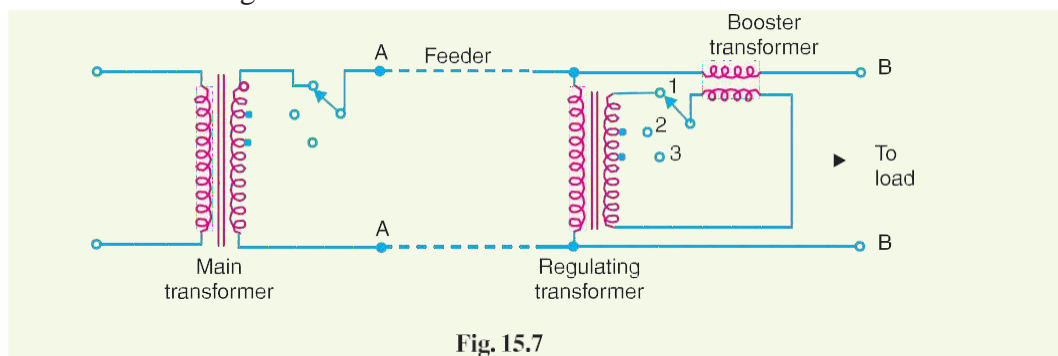 Booster
transformer
A
Feeder
B
1
2
3
To
load
A
B
Main
transformer
Regulating
transformer
Fig. 15.7